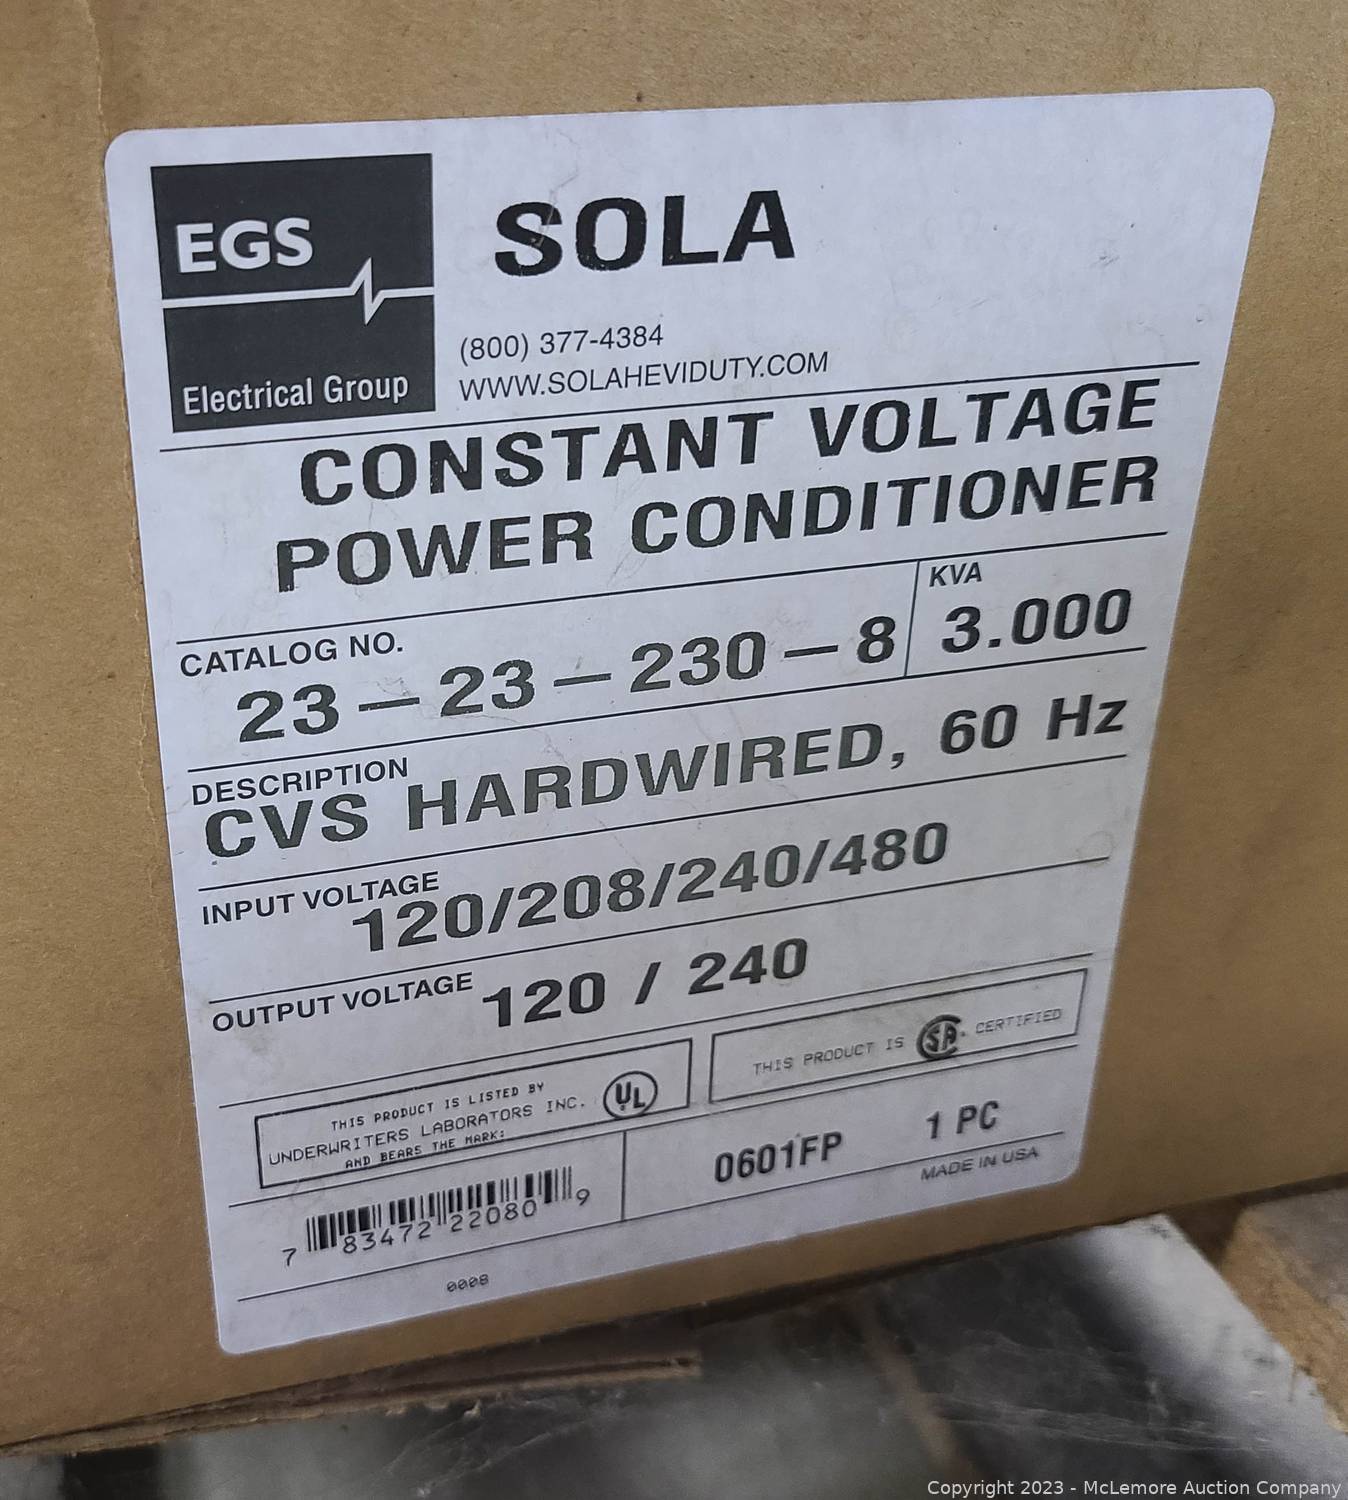 EGS
Electrical Group
SOLA
(800) 377-4384
WWW.SOLAHEVIDUTY.COM
CONSTANT VOLTAGE
POWER CONDITIONER
CATALOG NO.
23-23-230-8
KVA
3.000
DESCRIPTION
CVS HARDWIRED, 60 Hz
INPUT VOLTAGE
120/208/240/480
OUTPUT VOLTAGE
120 / 240
THIS PRODUCT IS LISTED BY
UNDERWRITERS LABORATORS INC.
AND BEARS THE MARK:
UL
THIS PRODUCT IS SA. CERTIFIED
7 83472 22080 9
0601FP
1 PC
MADE IN USA
0008
Copyright 2023 - McLemore Auction Company